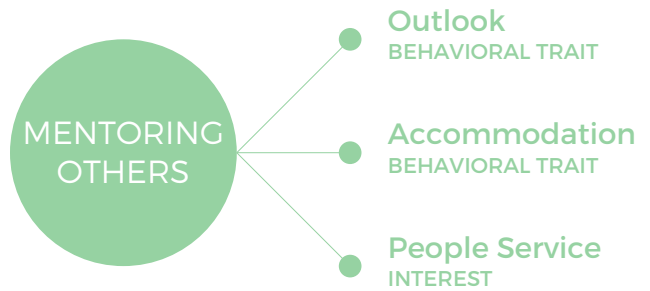 MENTORING
OTHERS
Outlook
BEHAVIORAL TRAIT
Accommodation
BEHAVIORAL TRAIT
People Service
INTEREST